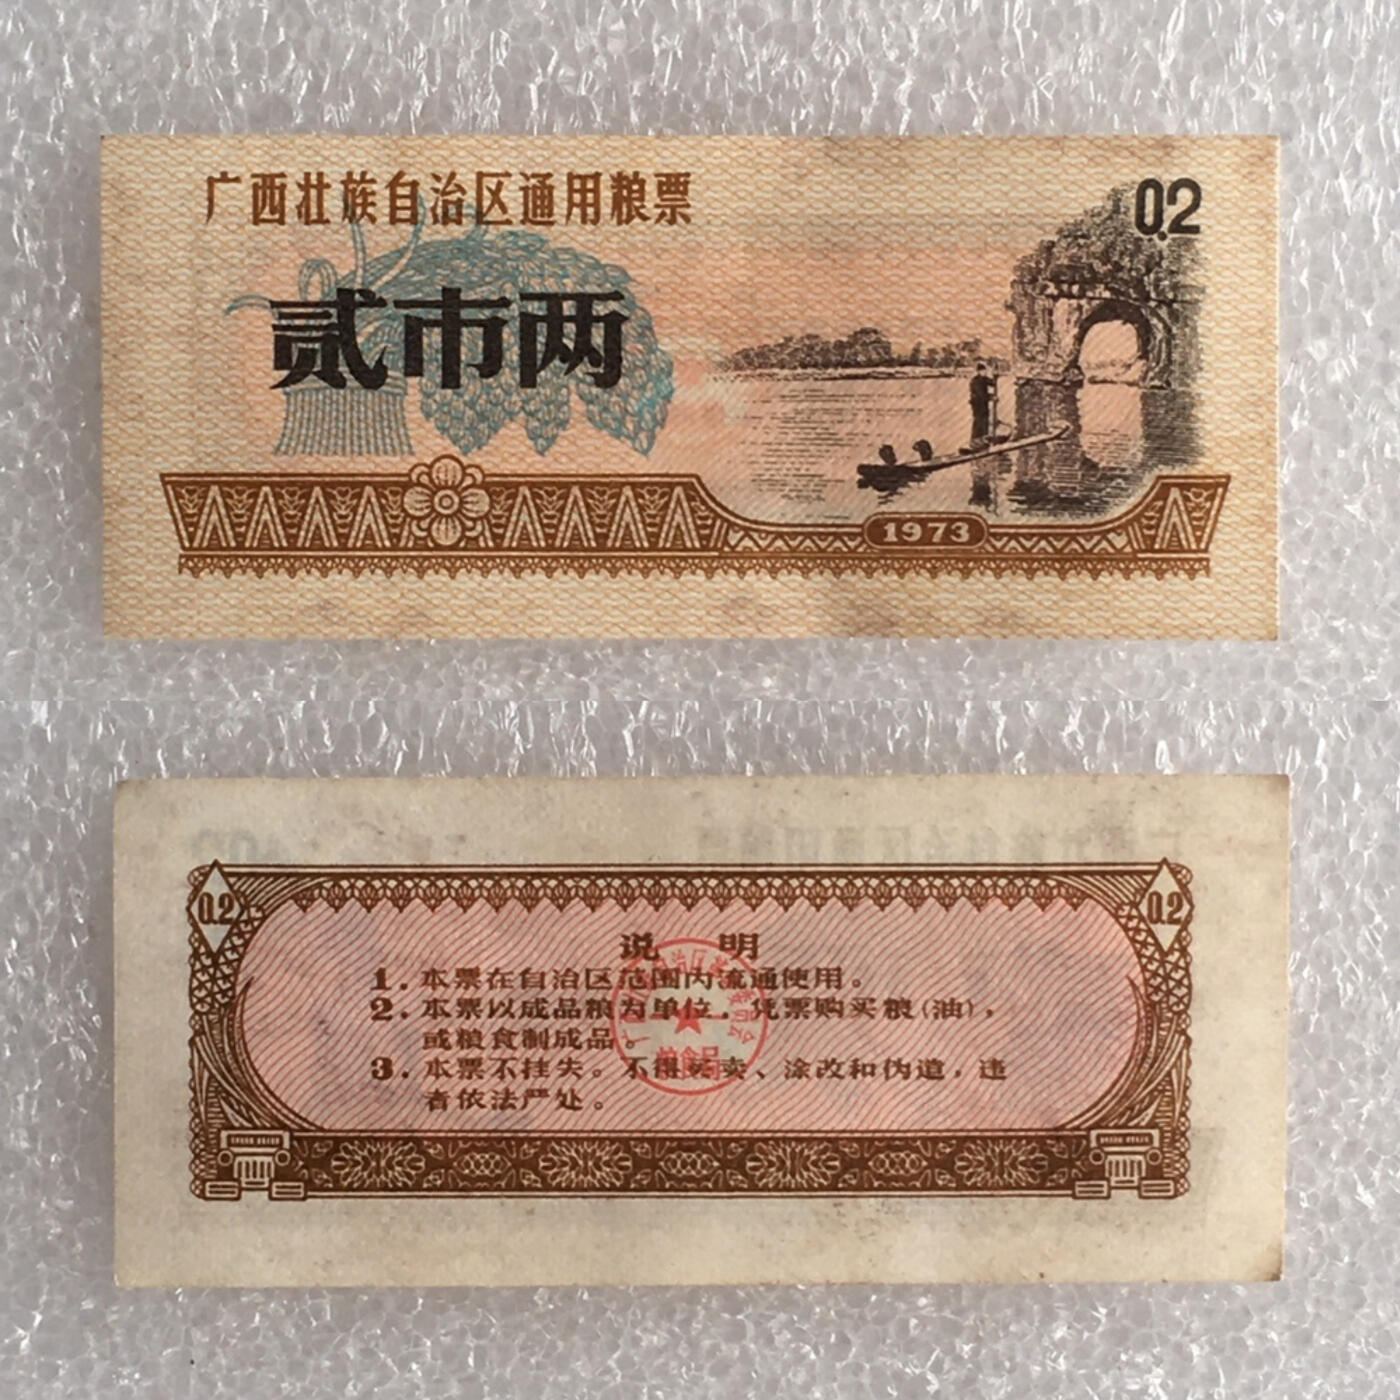 广西壮族自治区通用粮票
0.2
贰市两
1973
0.2
0.2
说 明
1. 本票在自治区范围内流通使用。
2. 本票以成品粮为单位，凭票购买粮(油)，
或粮食制成品。
3. 本票不挂失。不得买卖、涂改和伪造，违
者依法严处。
粮食局